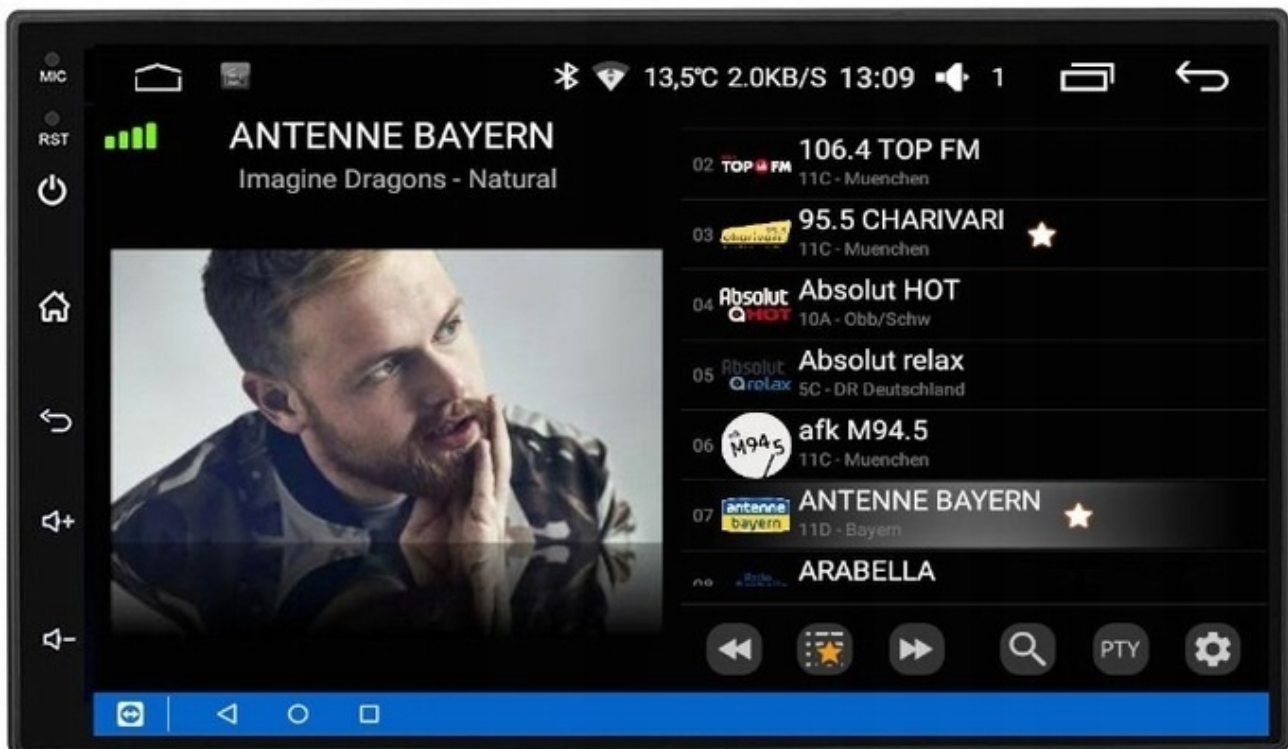 MIC
RST
13,5°C 2.0KB/S 13:09 1
ANTENNE BAYERN
Imagine Dragons - Natural
02 TOP FM 106.4 TOP FM
11C - Muenchen
03 charivari 95.5 CHARIVARI
11C - Muenchen
04 Absolut HOT Absolut HOT
10A - Obb/Schw
05 Absolut relax Absolut relax
5C - DR Deutschland
06 afk M94.5 afk M94.5
11C - Muenchen
07 antenne bayern ANTENNE BAYERN
11D - Bayern
ARABELLA
PTY